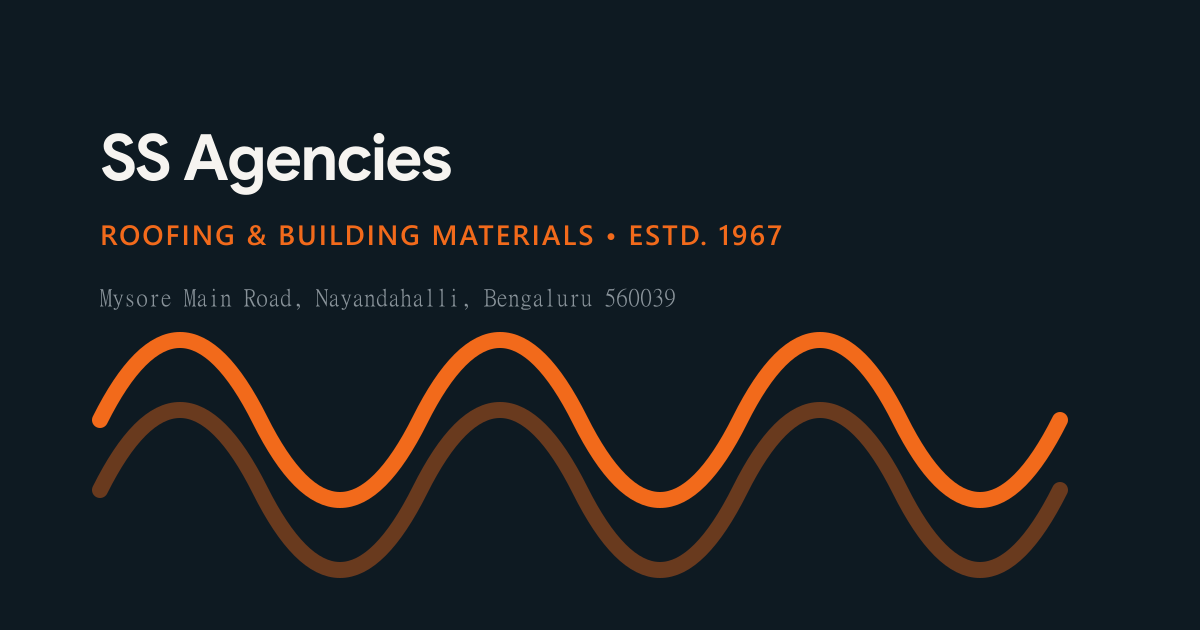 SS Agencies
ROOFING & BUILDING MATERIALS • ESTD. 1967
Mysore Main Road, Nayandahalli, Bengaluru 560039